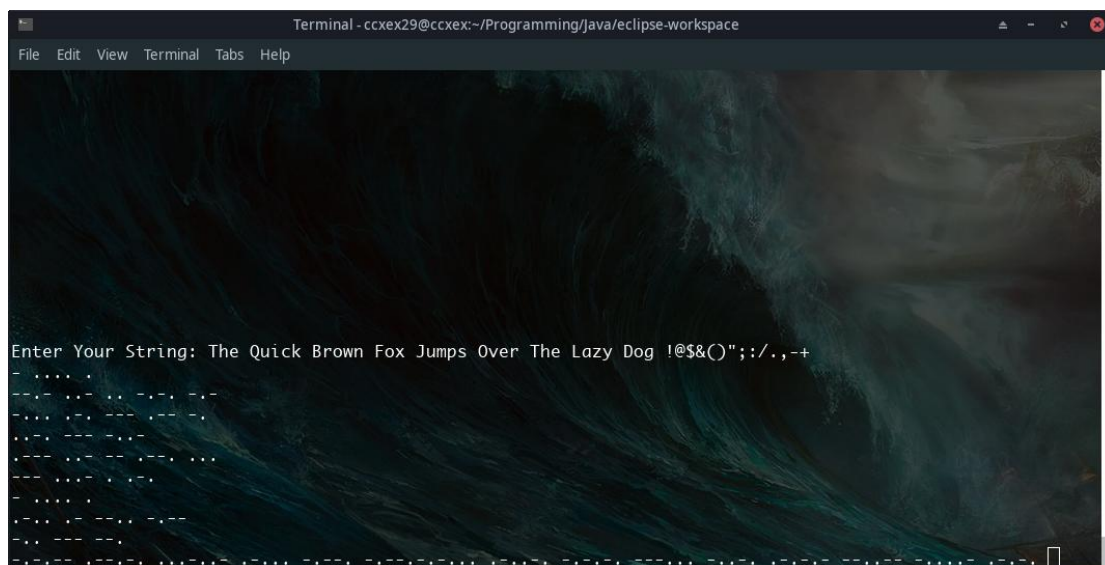 Terminal - ccxex29@ccxex:~/Programming/Java/eclipse-workspace
File Edit View Terminal Tabs Help
Enter Your String: The Quick Brown Fox Jumps Over The Lazy Dog !@$&()";:/.,-+
- .... .
--.- ..- .. -.-. -.-
-... .-. --- .-- -.
..-. --- -..-
.--- ..- -- .--. ...
--- ...- . .-.
- .... .
.-.. .- --.. -.--
-.. --- --.
-.-.-- .--.-. ...-..- .-... -.--. -.--.-.-... .-..-. -.-.-. ---... -..-. .-.-.- --..-- -....- .-.-.